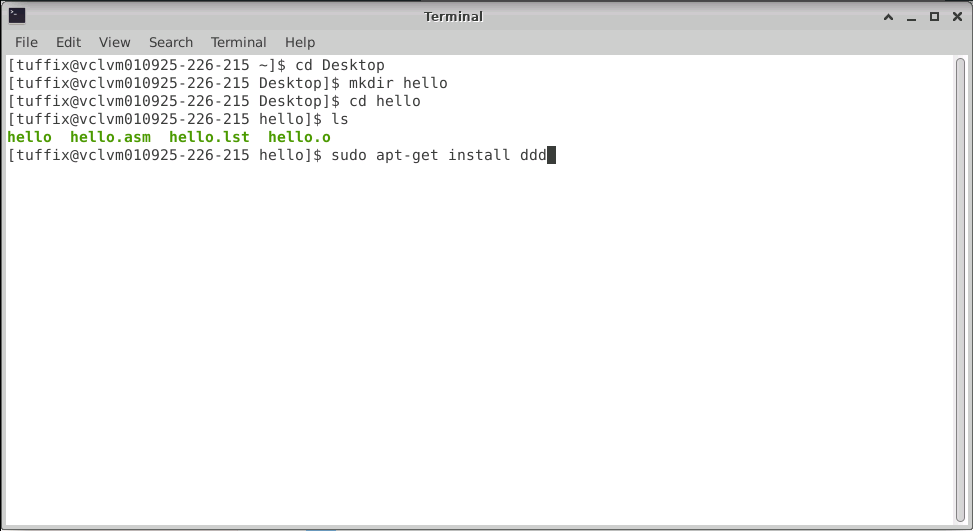 Terminal
File Edit View Search Terminal Help
[tuffix@vclvm010925-226-215 ~]$ cd Desktop
[tuffix@vclvm010925-226-215 Desktop]$ mkdir hello
[tuffix@vclvm010925-226-215 Desktop]$ cd hello
[tuffix@vclvm010925-226-215 hello]$ ls
hello  hello.asm  hello.lst  hello.o
[tuffix@vclvm010925-226-215 hello]$ sudo apt-get install ddd